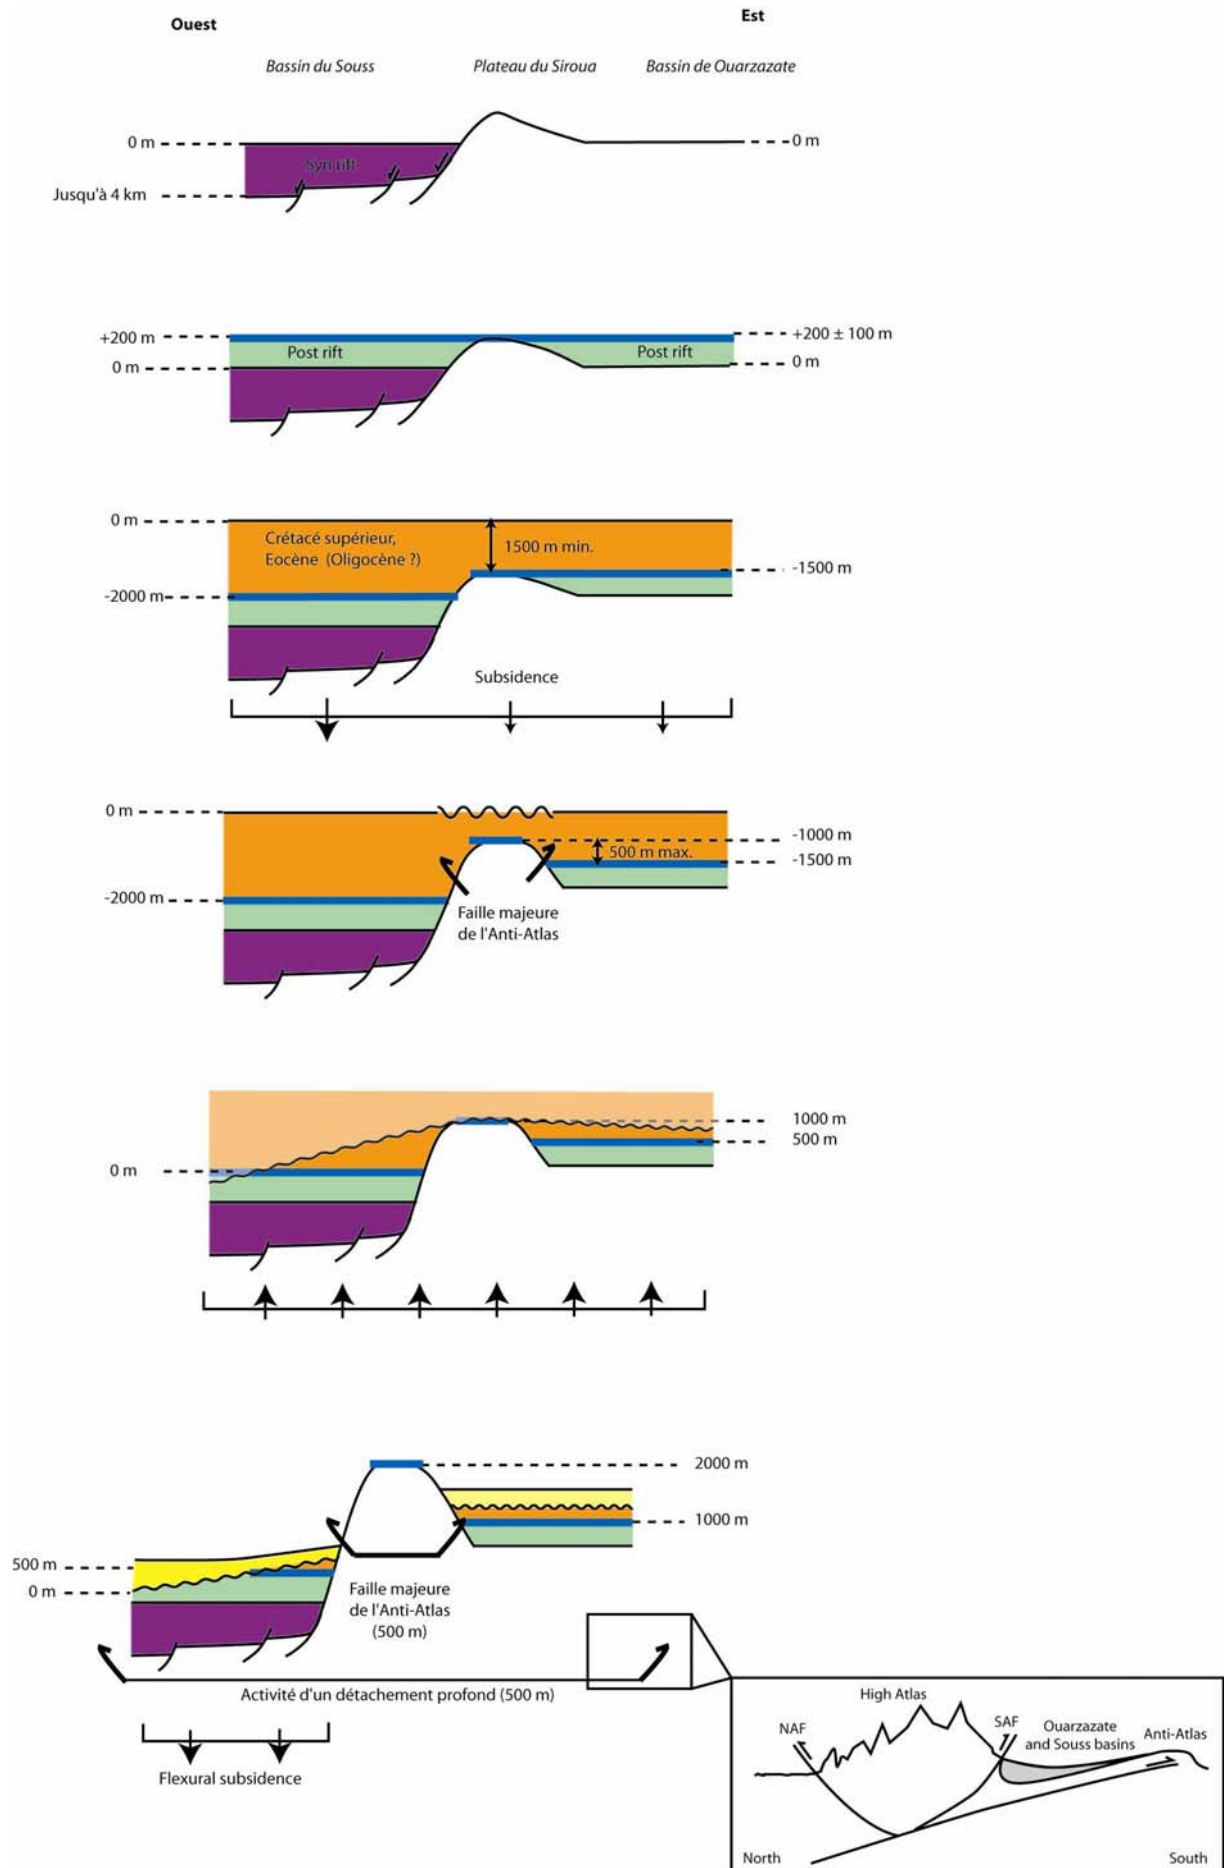 Ouest
Est
Bassin du Souss
Plateau du Siroua
Bassin de Ouarzazate
0 m
0 m
Syn rift
Jusqu'à 4 km
+200 m
+200 ± 100 m
Post rift
Post rift
0 m
0 m
0 m
Crétacé supérieur,
Eocène (Oligocène ?)
1500 m min.
-1500 m
-2000 m
Subsidence
0 m
-1000 m
500 m max.
-1500 m
-2000 m
Faille majeure
de l'Anti-Atlas
1000 m
500 m
0 m
2000 m
1000 m
500 m
0 m
Faille majeure
de l'Anti-Atlas
(500 m)
Activité d'un détachement profond (500 m)
Flexural subsidence
High Atlas
NAF
SAF
Ouarzazate
and Souss basins
Anti-Atlas
North
South